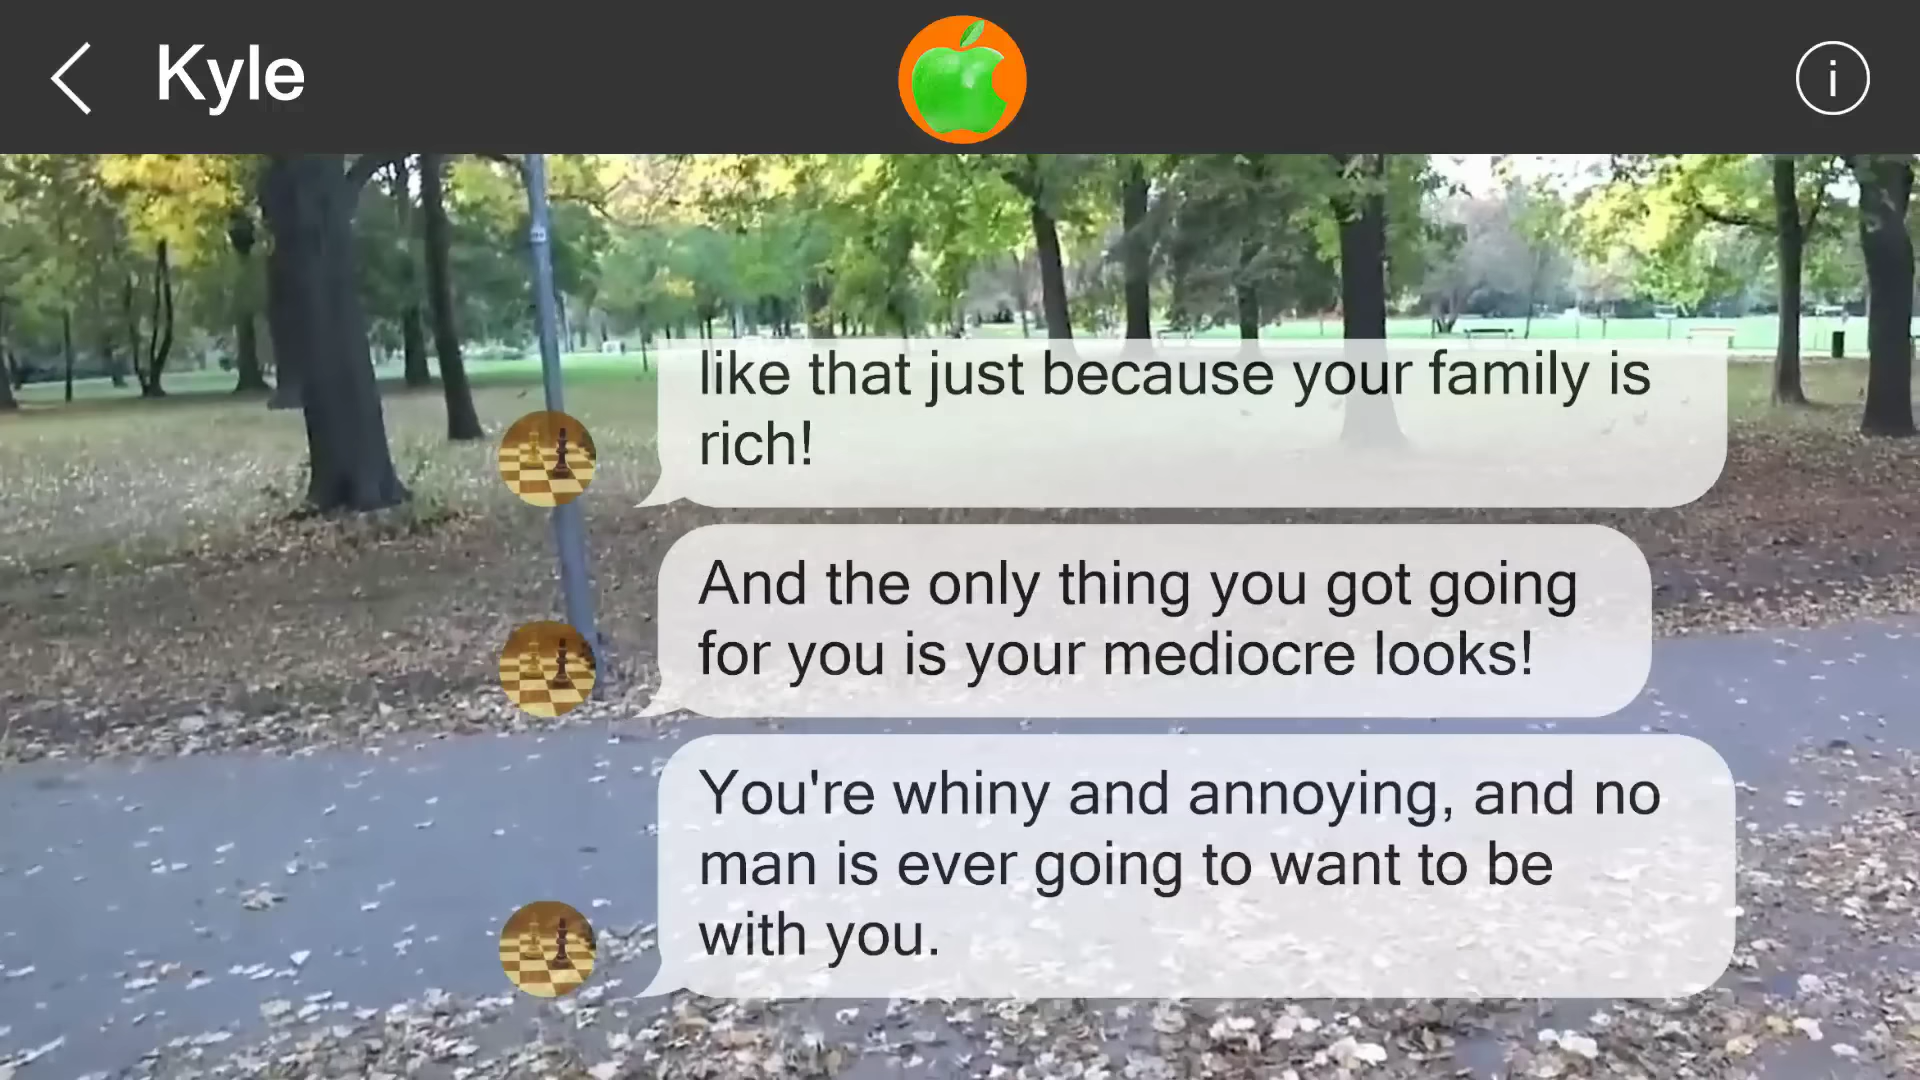 Kyle
i
like that just because your family is
rich!
And the only thing you got going
for you is your mediocre looks!
You're whiny and annoying, and no
man is ever going to want to be
with you.